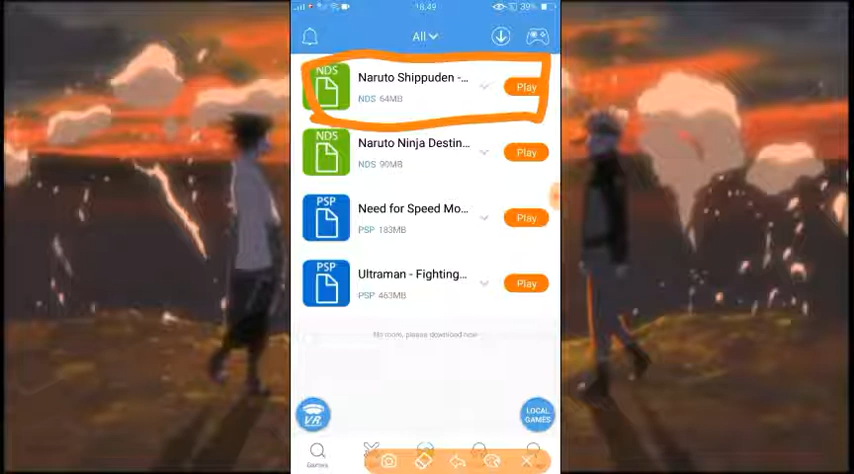 18.49
39%
All
NDS
Naruto Shippuden -...
NDS 64MB
Play
NDS
Naruto Ninja Destin...
NDS 90MB
Play
PSP
Need for Speed Mo...
PSP 183MB
Play
PSP
Ultraman - Fighting...
PSP 463MB
Play
No more, please download now
VR
LOCAL
GAMES
Games